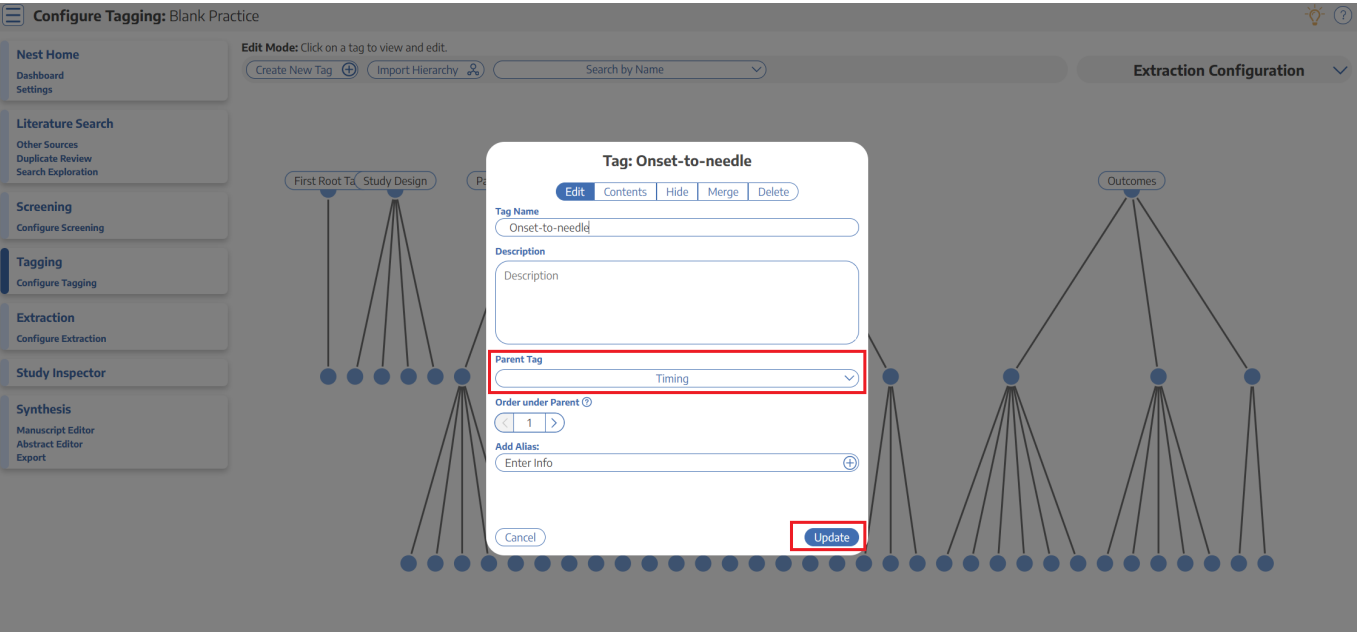 Configure Tagging: Blank Practice
?
Nest Home
Dashboard
Settings
Literature Search
Other Sources
Duplicate Review
Search Exploration
Screening
Configure Screening
Tagging
Configure Tagging
Extraction
Configure Extraction
Study Inspector
Synthesis
Manuscript Editor
Abstract Editor
Export
Edit Mode: Click on a tag to view and edit.
Create New Tag
Import Hierarchy
Search by Name
Extraction Configuration
First Root Ta
Study Design
Pa
Outcomes
Tag: Onset-to-needle
Edit Contents Hide Merge Delete
Tag Name
Onset-to-needle
Description
Description
Parent Tag
Timing
Order under Parent ?
< 1 >
Add Alias:
Enter Info
Cancel
Update